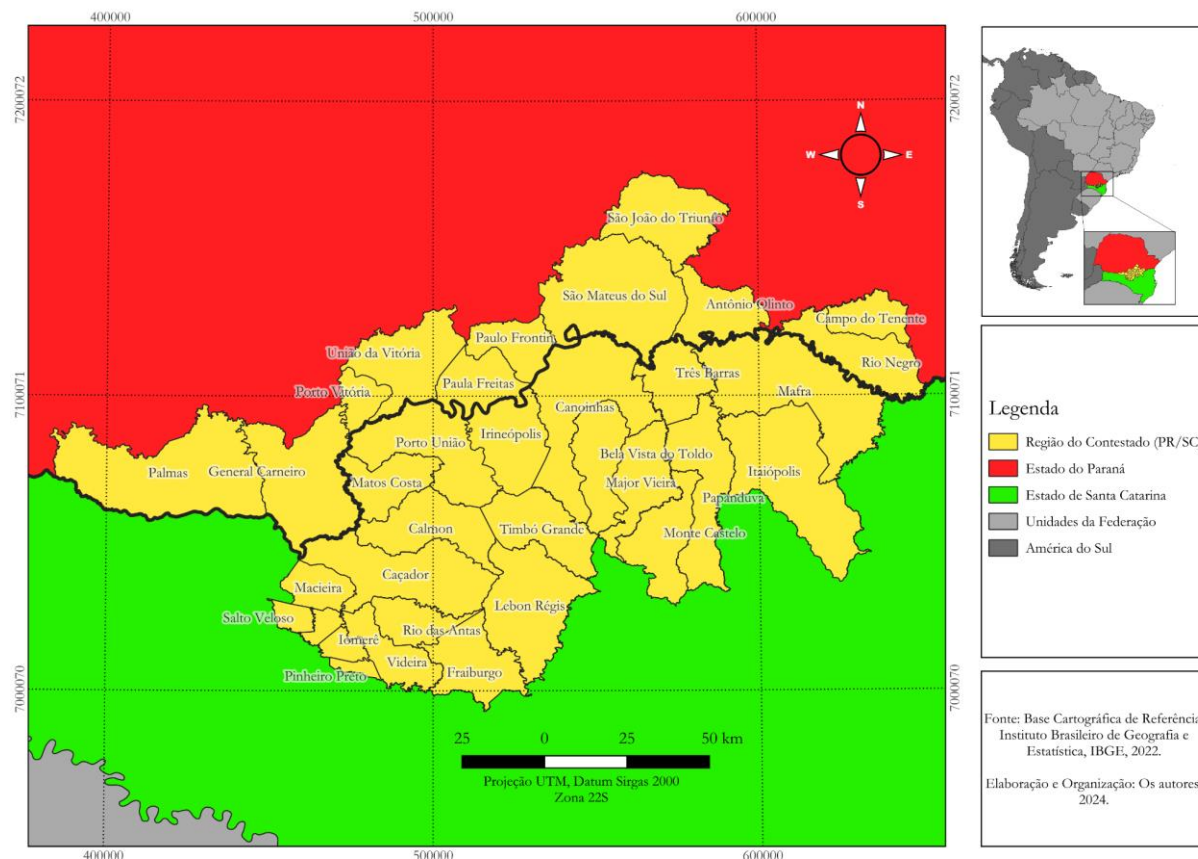 400000
500000
600000
7200072
7200072
N
W
E
S
São João do Triunfo
São Mateus do Sul
Antônio Olinto
Campo do Tenente
Paulo Frontin
União da Vitória
Rio Negro
Três Barras
Paula Freitas
Porto Vitória
Mafra
7100071
7100071
Canoinhas
Irineópolis
Porto União
Bela Vista do Toldo
Palmas
General Carneiro
Itaiópolis
Matos Costa
Major Vieira
Papanduva
Calmon
Timbó Grande
Monte Castelo
Caçador
Macieira
Lebon Régis
Salto Veloso
Rio das Antas
Iomerê
Videira
Fraiburgo
Pinheiro Preto
7000070
7000070
25 0 25 50 km
Projeção UTM, Datum Sirgas 2000
Zona 22S
400000
500000
600000
Legenda
Região do Contestado (PR/SC)
Estado do Paraná
Estado de Santa Catarina
Unidades da Federação
América do Sul
Fonte: Base Cartográfica de Referência
Instituto Brasileiro de Geografia e
Estatística, IBGE, 2022.
Elaboração e Organização: Os autores
2024.